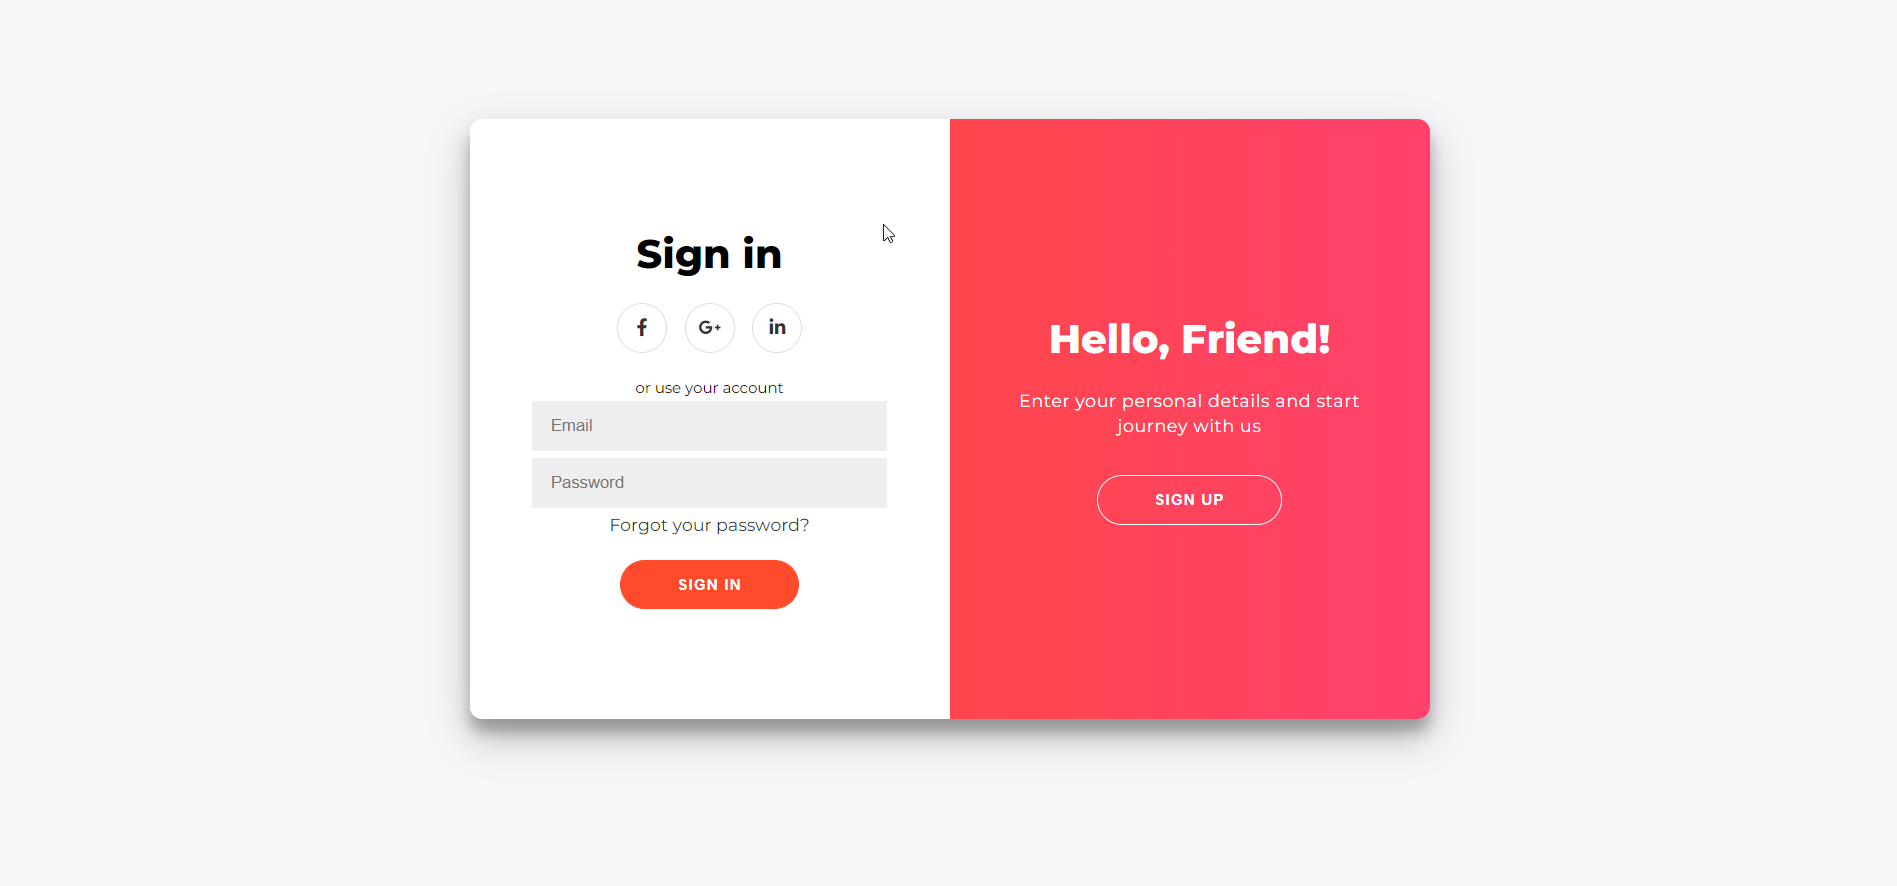 Sign in
f
G+
in
or use your account
Email
Password
Forgot your password?
SIGN IN
Hello, Friend!
Enter your personal details and start
journey with us
SIGN UP